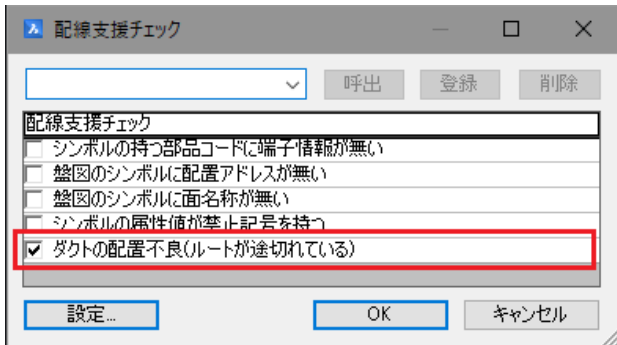 配線支援チェック
呼出
登録
削除
配線支援チェック
シンボルの持つ部品コードに端子情報が無い
盤図のシンボルに配置アドレスが無い
盤図のシンボルに面名称が無い
シンボルの属性値が禁止記号を持つ
ダクトの配置不良(ルートが途切れている)
設定...
OK
キャンセル